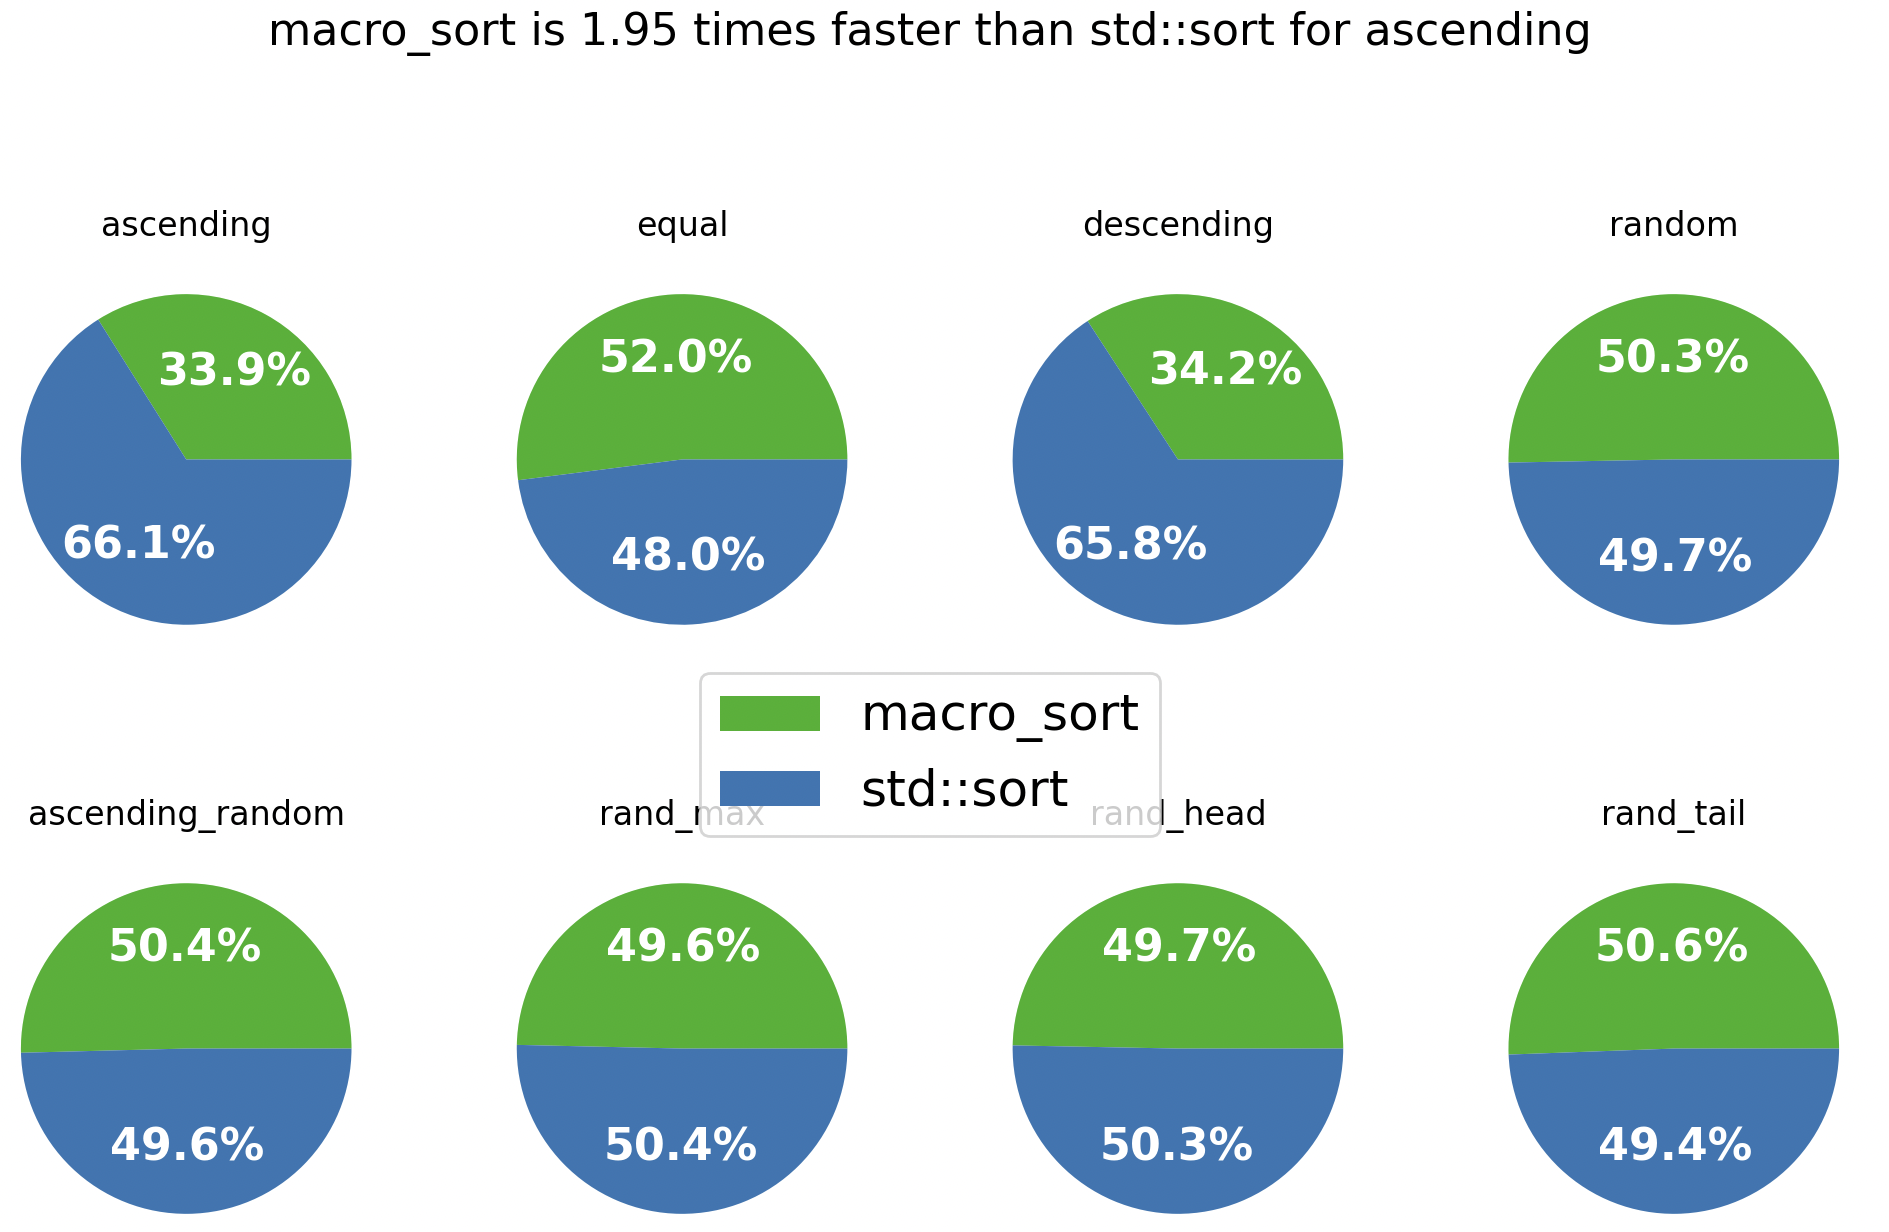 macro_sort is 1.95 times faster than std::sort for ascending
ascending
equal
descending
random
33.9%
66.1%
52.0%
48.0%
34.2%
65.8%
50.3%
49.7%
macro_sort
std::sort
ascending_random
rand_max
rand_head
rand_tail
50.4%
49.6%
49.6%
50.4%
49.7%
50.3%
50.6%
49.4%